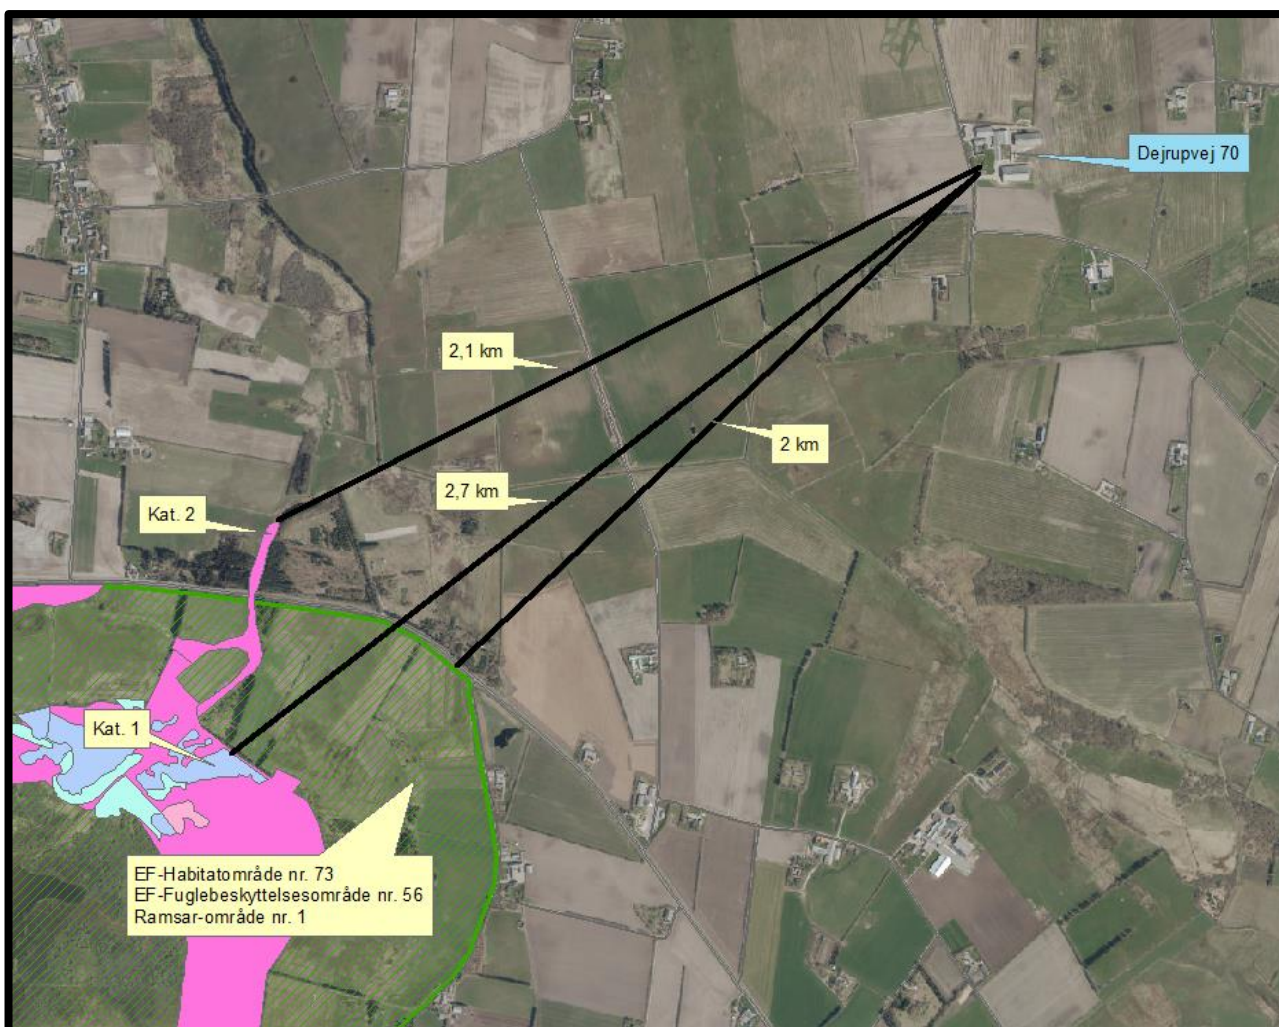 Dejrupvej 70
2,1 km
2 km
2,7 km
Kat. 2
Kat. 1
EF-Habitatområde nr. 73
EF-Fuglebeskyttelsesområde nr. 56
Ramsar-område nr. 1